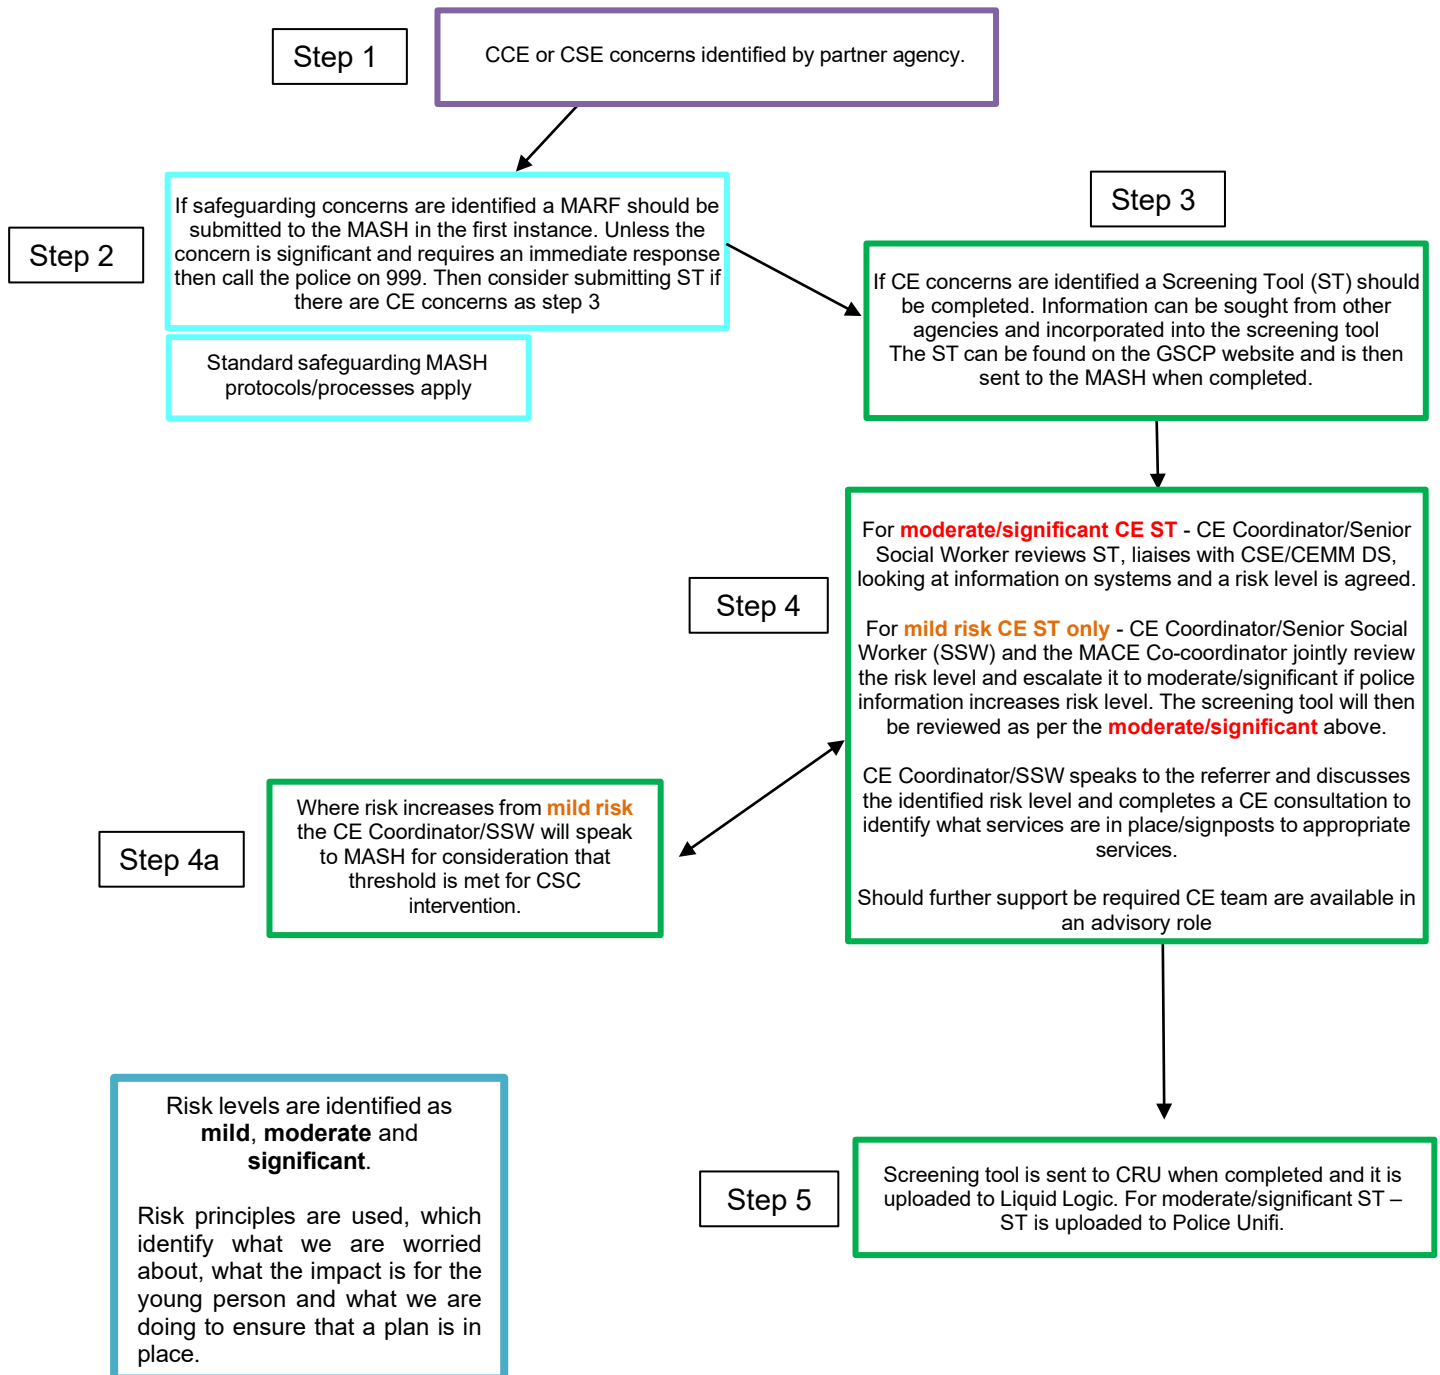 Step 1
CCE or CSE concerns identified by partner agency.
Step 2
If safeguarding concerns are identified a MARF should be
submitted to the MASH in the first instance. Unless the
concern is significant and requires an immediate response
then call the police on 999. Then consider submitting ST if
there are CE concerns as step 3
Standard safeguarding MASH
protocols/processes apply
Step 3
If CE concerns are identified a Screening Tool (ST) should
be completed. Information can be sought from other
agencies and incorporated into the screening tool
The ST can be found on the GSCP website and is then
sent to the MASH when completed.
Step 4
For moderate/significant CE ST - CE Coordinator/Senior
Social Worker reviews ST, liaises with CSE/CEMM DS,
looking at information on systems and a risk level is agreed.
For mild risk CE ST only - CE Coordinator/Senior Social
Worker (SSW) and the MACE Co-coordinator jointly review
the risk level and escalate it to moderate/significant if police
information increases risk level. The screening tool will then
be reviewed as per the moderate/significant above.
CE Coordinator/SSW speaks to the referrer and discusses
the identified risk level and completes a CE consultation to
identify what services are in place/signposts to appropriate
services.
Should further support be required CE team are available in
an advisory role
Step 4a
Where risk increases from mild risk
the CE Coordinator/SSW will speak
to MASH for consideration that
threshold is met for CSC
intervention.
Risk levels are identified as
mild, moderate and
significant.
Risk principles are used, which
identify what we are worried
about, what the impact is for the
young person and what we are
doing to ensure that a plan is in
place.
Step 5
Screening tool is sent to CRU when completed and it is
uploaded to Liquid Logic. For moderate/significant ST –
ST is uploaded to Police Unifi.